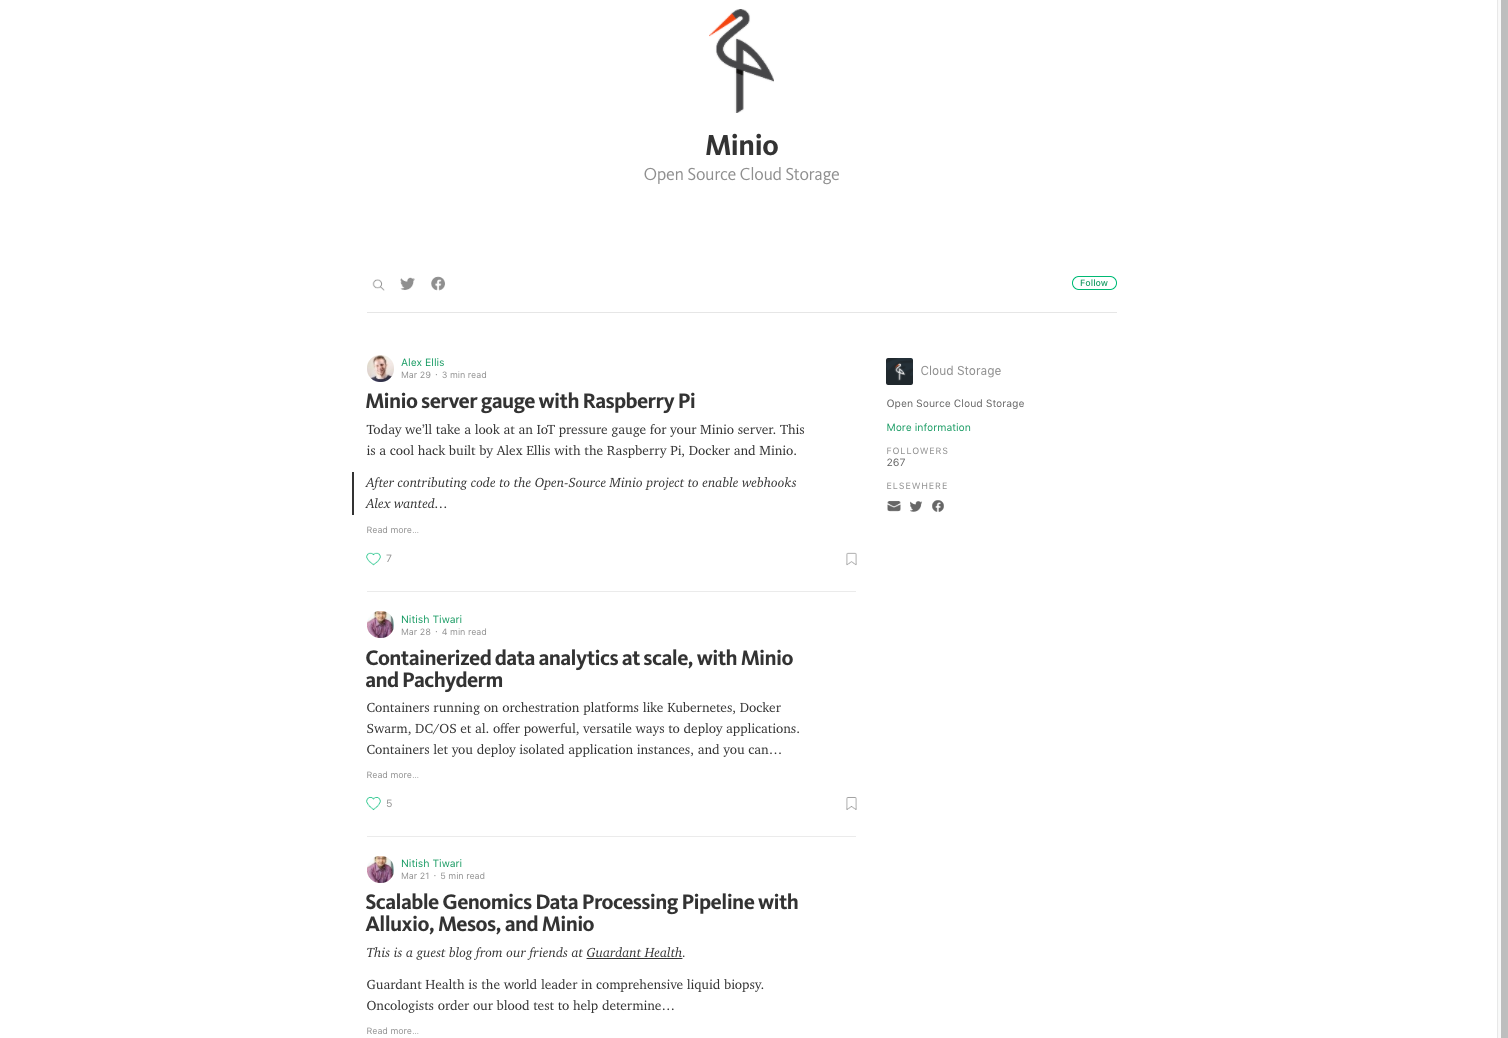 Minio
Open Source Cloud Storage
Follow
Alex Ellis
Mar 29 · 3 min read
Minio server gauge with Raspberry Pi
Today we'll take a look at an IoT pressure gauge for your Minio server. This
is a cool hack built by Alex Ellis with the Raspberry Pi, Docker and Minio.
After contributing code to the Open-Source Minio project to enable webhooks
Alex wanted…
Read more…
7
Nitish Tiwari
Mar 28 · 4 min read
Containerized data analytics at scale, with Minio
and Pachyderm
Containers running on orchestration platforms like Kubernetes, Docker
Swarm, DC/OS et al. offer powerful, versatile ways to deploy applications.
Containers let you deploy isolated application instances, and you can…
Read more…
5
Nitish Tiwari
Mar 21 · 5 min read
Scalable Genomics Data Processing Pipeline with
Alluxio, Mesos, and Minio
This is a guest blog from our friends at Guardant Health.
Guardant Health is the world leader in comprehensive liquid biopsy.
Oncologists order our blood test to help determine…
Read more…
Cloud Storage
Open Source Cloud Storage
More information
FOLLOWERS
267
ELSEWHERE